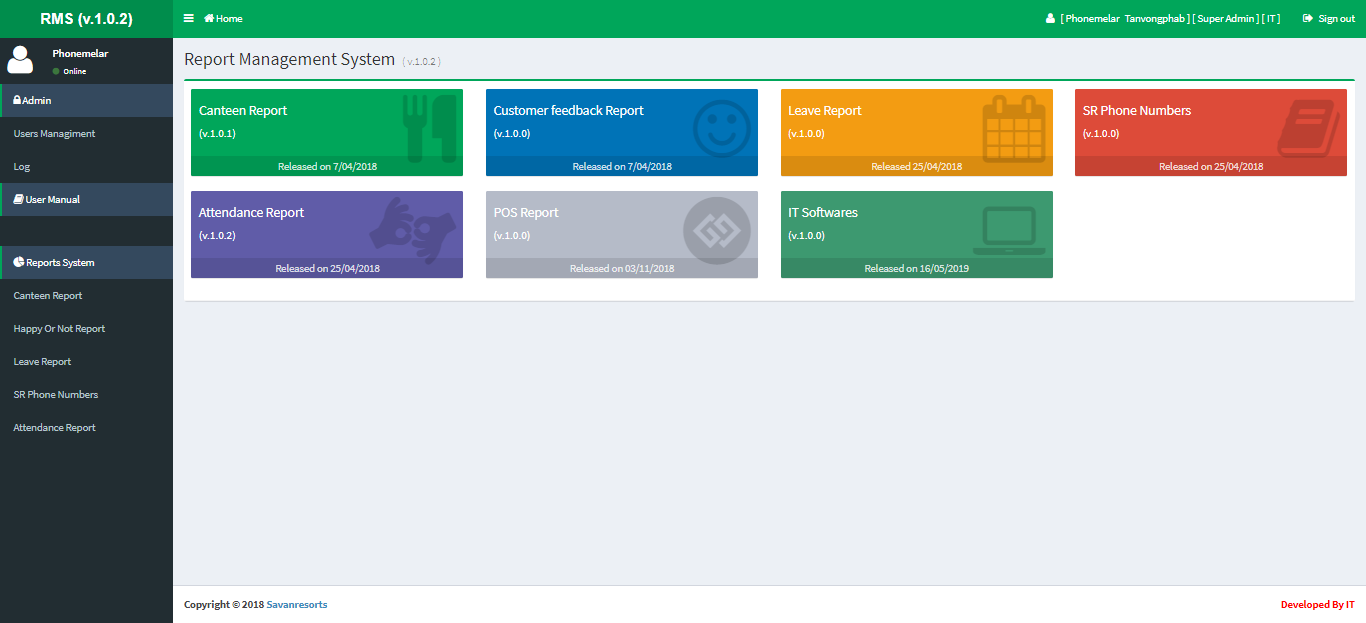 RMS (v.1.0.2)
Home
[ Phonemelar Tanvongphab ] [ Super Admin ] [ IT ]
Sign out
Phonemelar
Online
Admin
Users Managiment
Log
User Manual
Reports System
Canteen Report
Happy Or Not Report
Leave Report
SR Phone Numbers
Attendance Report
Report Management System ( v.1.0.2 )
Canteen Report
(v.1.0.1)
Released on 7/04/2018
Customer feedback Report
(v.1.0.0)
Released on 7/04/2018
Leave Report
(v.1.0.0)
Released 25/04/2018
SR Phone Numbers
(v.1.0.0)
Released on 25/04/2018
Attendance Report
(v.1.0.2)
Released on 25/04/2018
POS Report
(v.1.0.0)
Released on 03/11/2018
IT Softwares
(v.1.0.0)
Released on 16/05/2019
Copyright © 2018 Savanresorts
Developed By IT